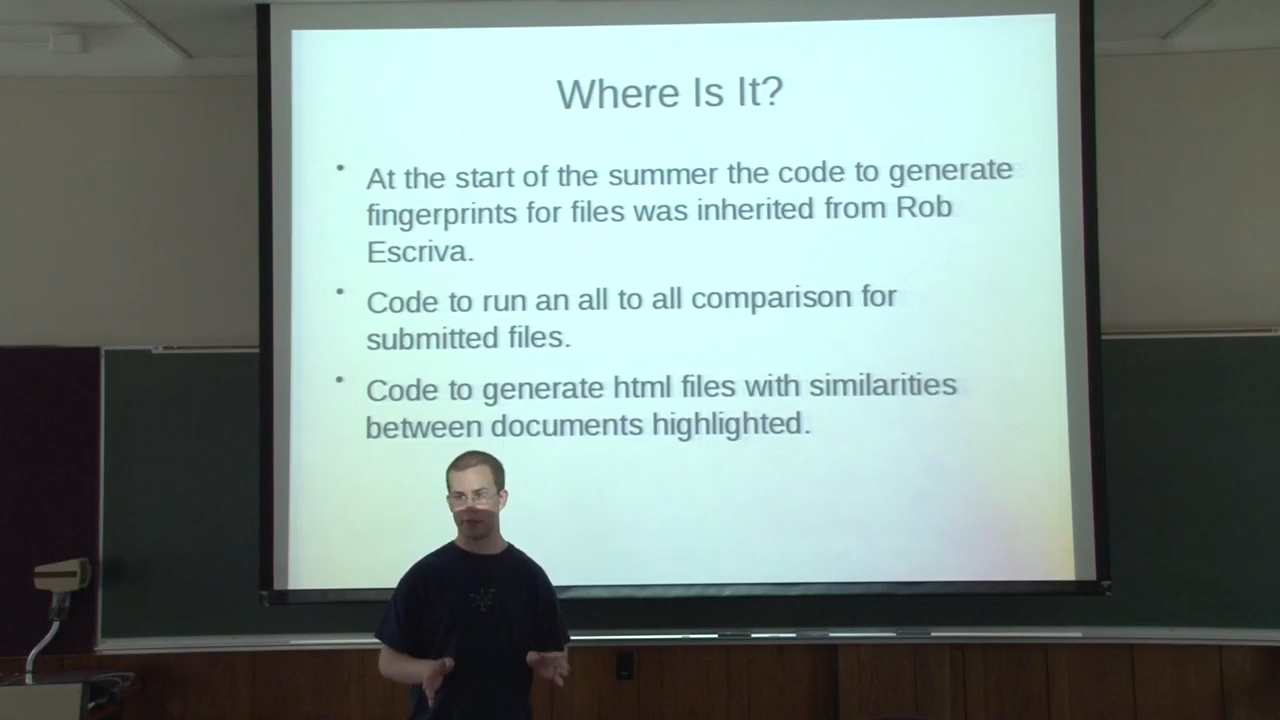 Where Is It?
• At the start of the summer the code to generate
fingerprints for files was inherited from Rob
Escriva.
• Code to run an all to all comparison for
submitted files.
• Code to generate html files with similarities
between documents highlighted.